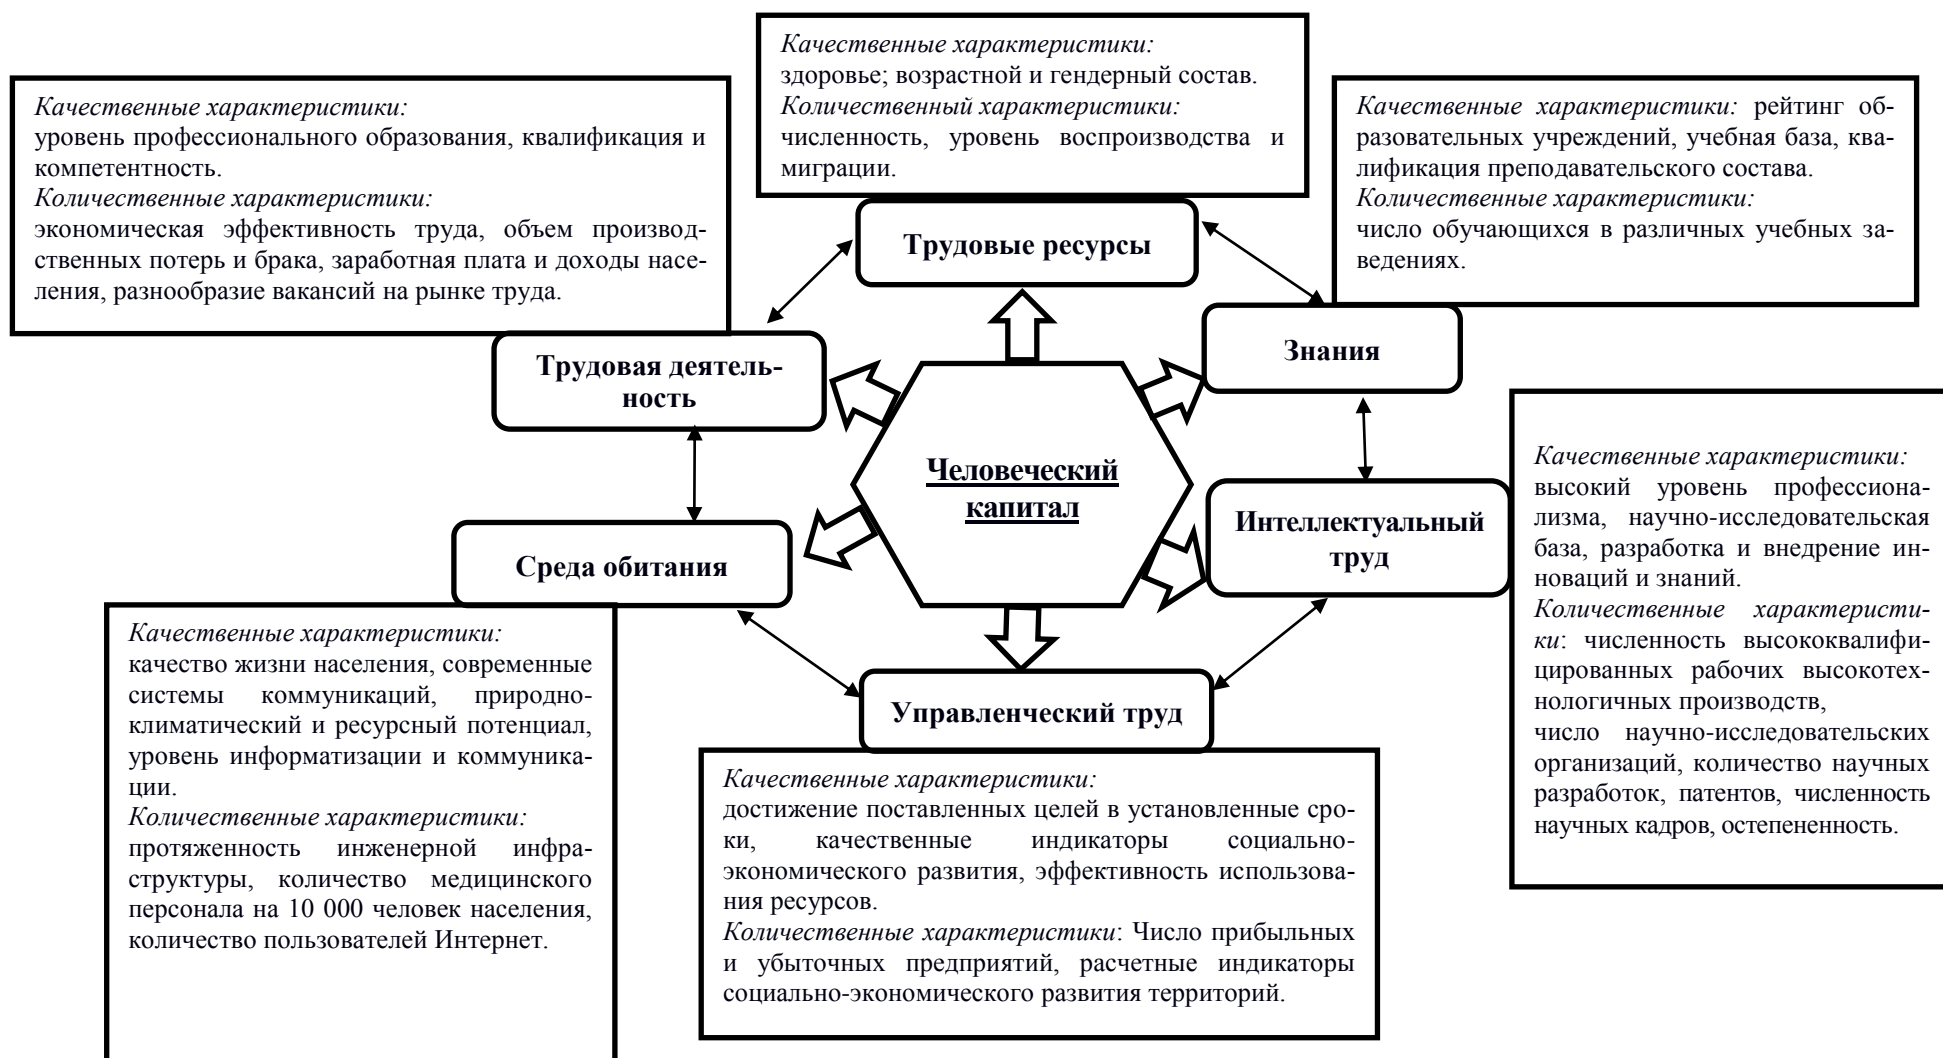 Качественные характеристики:
здоровье; возрастной и гендерный состав.
Количественный характеристики:
численность, уровень воспроизводства и
миграции.
Качественные характеристики:
уровень профессионального образования, квалификация и
компетентность.
Количественные характеристики:
экономическая эффективность труда, объем производ-
ственных потерь и брака, заработная плата и доходы насе-
ления, разнообразие вакансий на рынке труда.
Качественные характеристики: рейтинг об-
разовательных учреждений, учебная база, ква-
лификация преподавательского состава.
Количественные характеристики:
число обучающихся в различных учебных за-
ведениях.
Трудовые ресурсы
Трудовая деятель-
ность
Знания
Человеческий
капитал
Среда обитания
Интеллектуальный
труд
Управленческий труд
Качественные характеристики:
высокий уровень профессиона-
лизма, научно-исследовательская
база, разработка и внедрение ин-
новаций и знаний.
Количественные характеристи-
ки: численность высококвалифи-
цированных рабочих высокотех-
нологичных производств,
число научно-исследовательских
организаций, количество научных
разработок, патентов, численность
научных кадров, остепененность.
Качественные характеристики:
качество жизни населения, современные
системы коммуникаций, природно-
климатический и ресурсный потенциал,
уровень информатизации и коммуника-
ции.
Количественные характеристики:
протяженность инженерной инфра-
структуры, количество медицинского
персонала на 10 000 человек населения,
количество пользователей Интернет.
Качественные характеристики:
достижение поставленных целей в установленные сро-
ки, качественные индикаторы социально-
экономического развития, эффективность использова-
ния ресурсов.
Количественные характеристики: Число прибыльных
и убыточных предприятий, расчетные индикаторы
социально-экономического развития территорий.